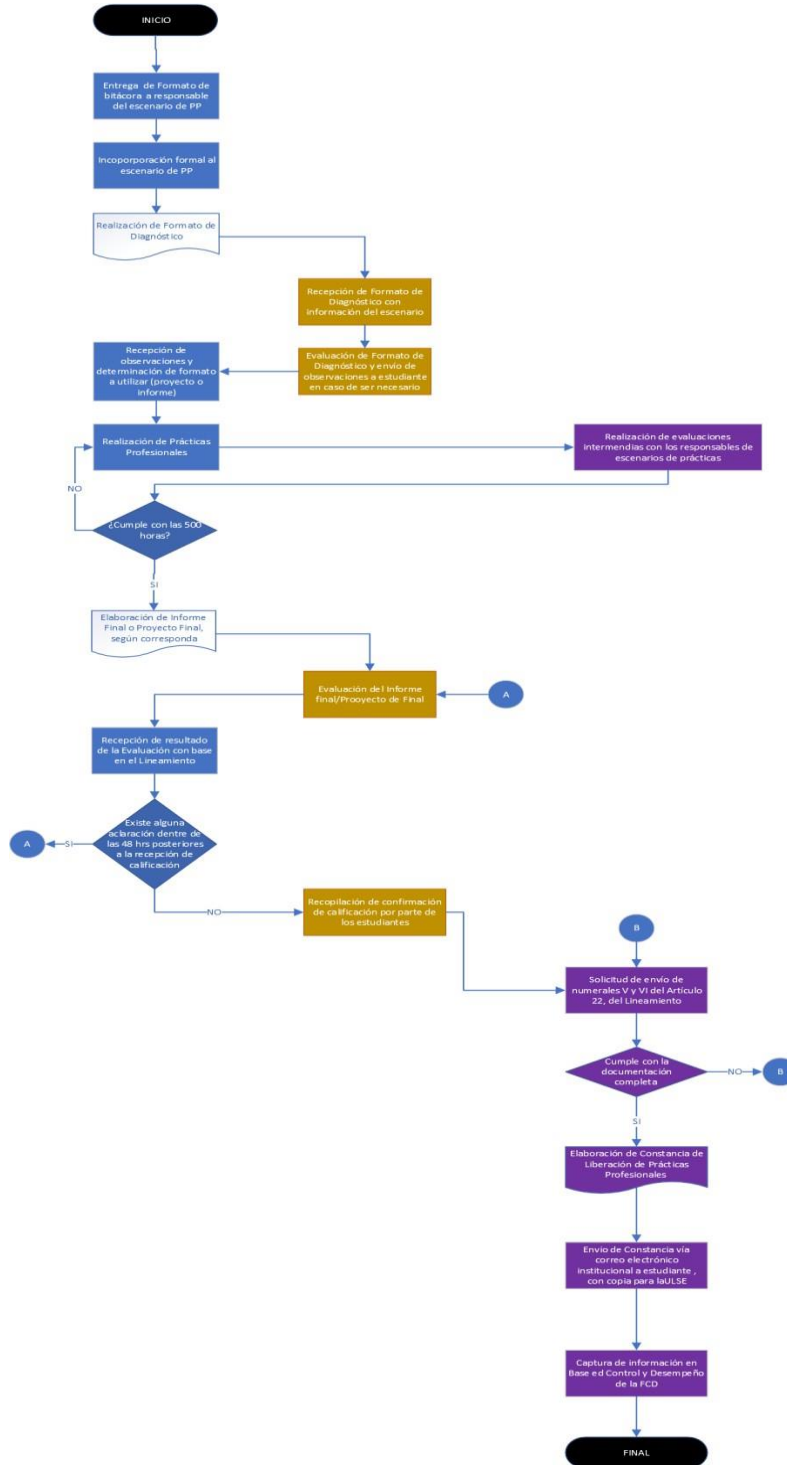 INICIO
Entrega de Formato de
bitácora a responsable
del escenario de PP
Incoporporación formal al
escenario de PP
Realización de Formato de
Diagnóstico
Recepción de Formato de
Diagnóstico con
información del escenario
Evaluación de Formato de
Diagnóstico y envio de
observaciones a estudiante
en caso de ser necesario
Recepción de
observaciones y
determinación de formato
a utilizar (proyecto o
informe)
Realización de Prácticas
Profesionales
Realización de evaluaciones
intermendias con los responsables de
escenarios de prácticas
NO
¿Cumple con las 500
horas?
SI
Elaboración de Informe
Final o Proyecto Final,
según corresponda
Evaluación del Informe
final/Prooyecto de Final
A
Recepción de resultado
de la Evaluación con base
en el Lineamiento
Existe alguna
aclaración dentre de
las 48 hrs posteriores
a la recepción de
calificación
SI
A
NO
Recopilación de confirmación
de calificación por parte de
los estudiantes
B
Solicitud de envío de
numerales V y VI del Artículo
22, del Lineamiento
Cumple con la
documentación
completa
NO
B
SI
Elaboración de Constancia de
Liberación de Prácticas
Profesionales
Envio de Constancia vía
correo electrónico
institucional a estudiante ,
con copia para laULSE
Captura de información en
Base ed Control y Desempeño
de la FCD
FINAL